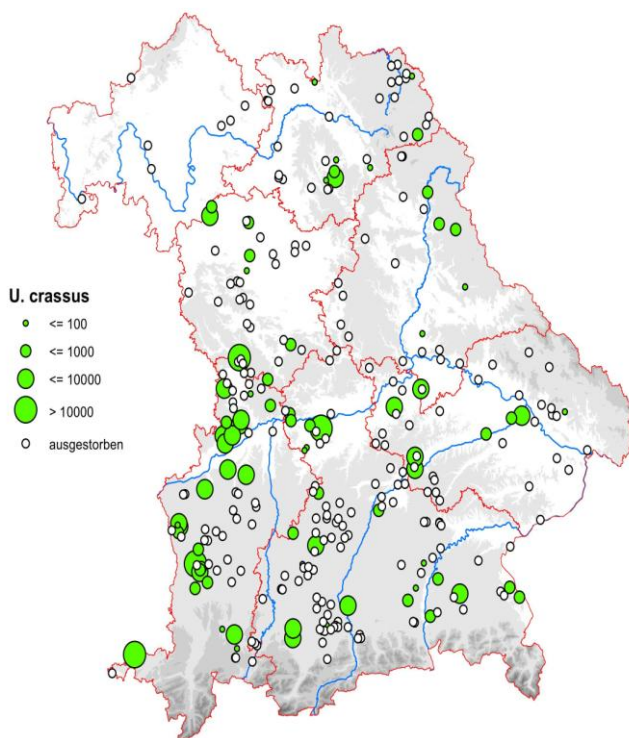 U. crassus
<= 100
<= 1000
<= 10000
> 10000
ausgestorben